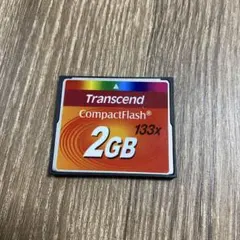 Transcend
CompactFlash®
133x
2GB